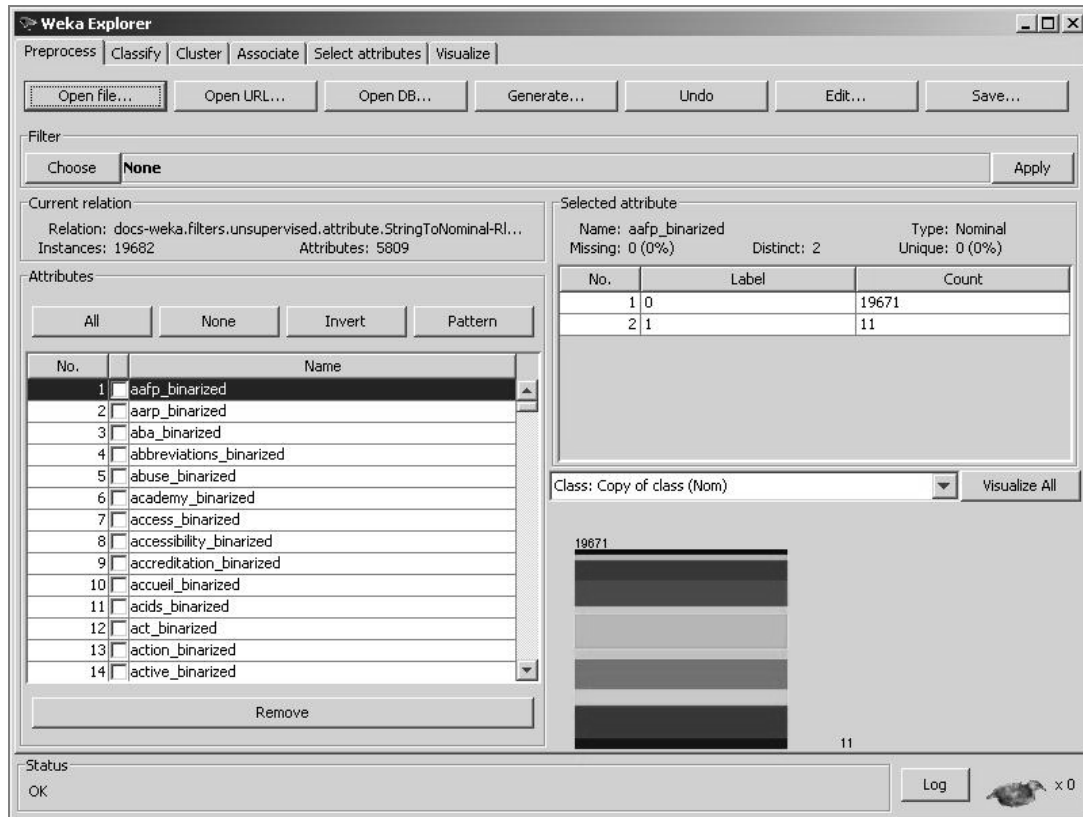 Weka Explorer
Preprocess Classify Cluster Associate Select attributes Visualize
Open file... Open URL... Open DB... Generate... Undo Edit... Save...
Filter
Choose None Apply
Current relation
Relation: docs-weka.filters.unsupervised.attribute.StringToNominal-Rl...
Instances: 19682 Attributes: 5809
Selected attribute
Name: aafp_binarized Type: Nominal
Missing: 0 (0%) Distinct: 2 Unique: 0 (0%)
No. Label Count
1 0 19671
2 1 11
Attributes
All None Invert Pattern
No. Name
1 aafp_binarized
2 aarp_binarized
3 aba_binarized
4 abbreviations_binarized
5 abuse_binarized
6 academy_binarized
7 access_binarized
8 accessibility_binarized
9 accreditation_binarized
10 accueil_binarized
11 acids_binarized
12 act_binarized
13 action_binarized
14 active_binarized
Remove
Class: Copy of class (Nom) Visualize All
19671
11
Status
OK
Log x 0